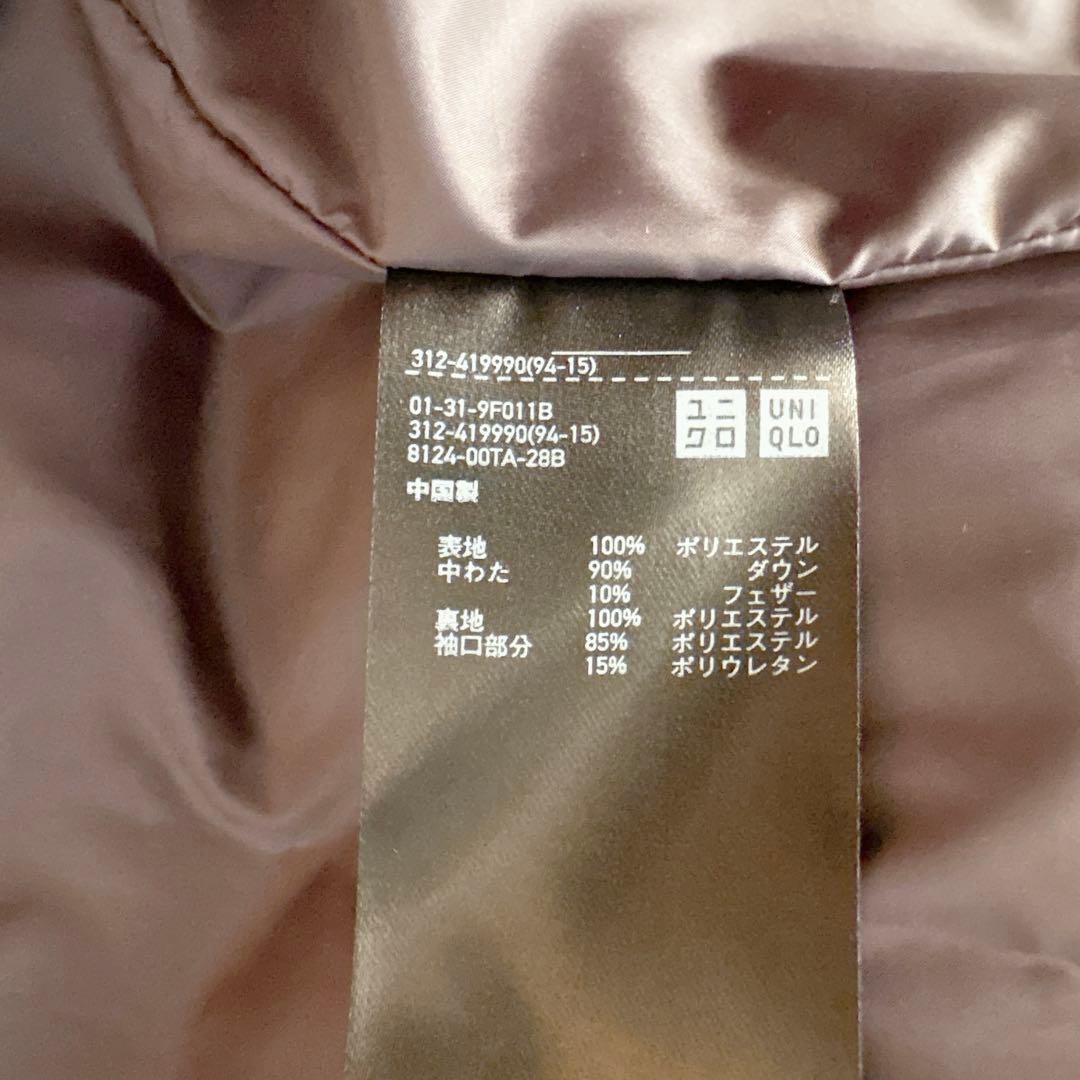 312-419990(94-15)
01-31-9F011B
312-419990(94-15)
8124-00TA-28B
ユニ
クロ
UNI
QLO
中国製
表地 100% ポリエステル
中わた 90% ダウン
10% フェザー
裏地 100% ポリエステル
袖口部分 85% ポリエステル
15% ポリウレタン